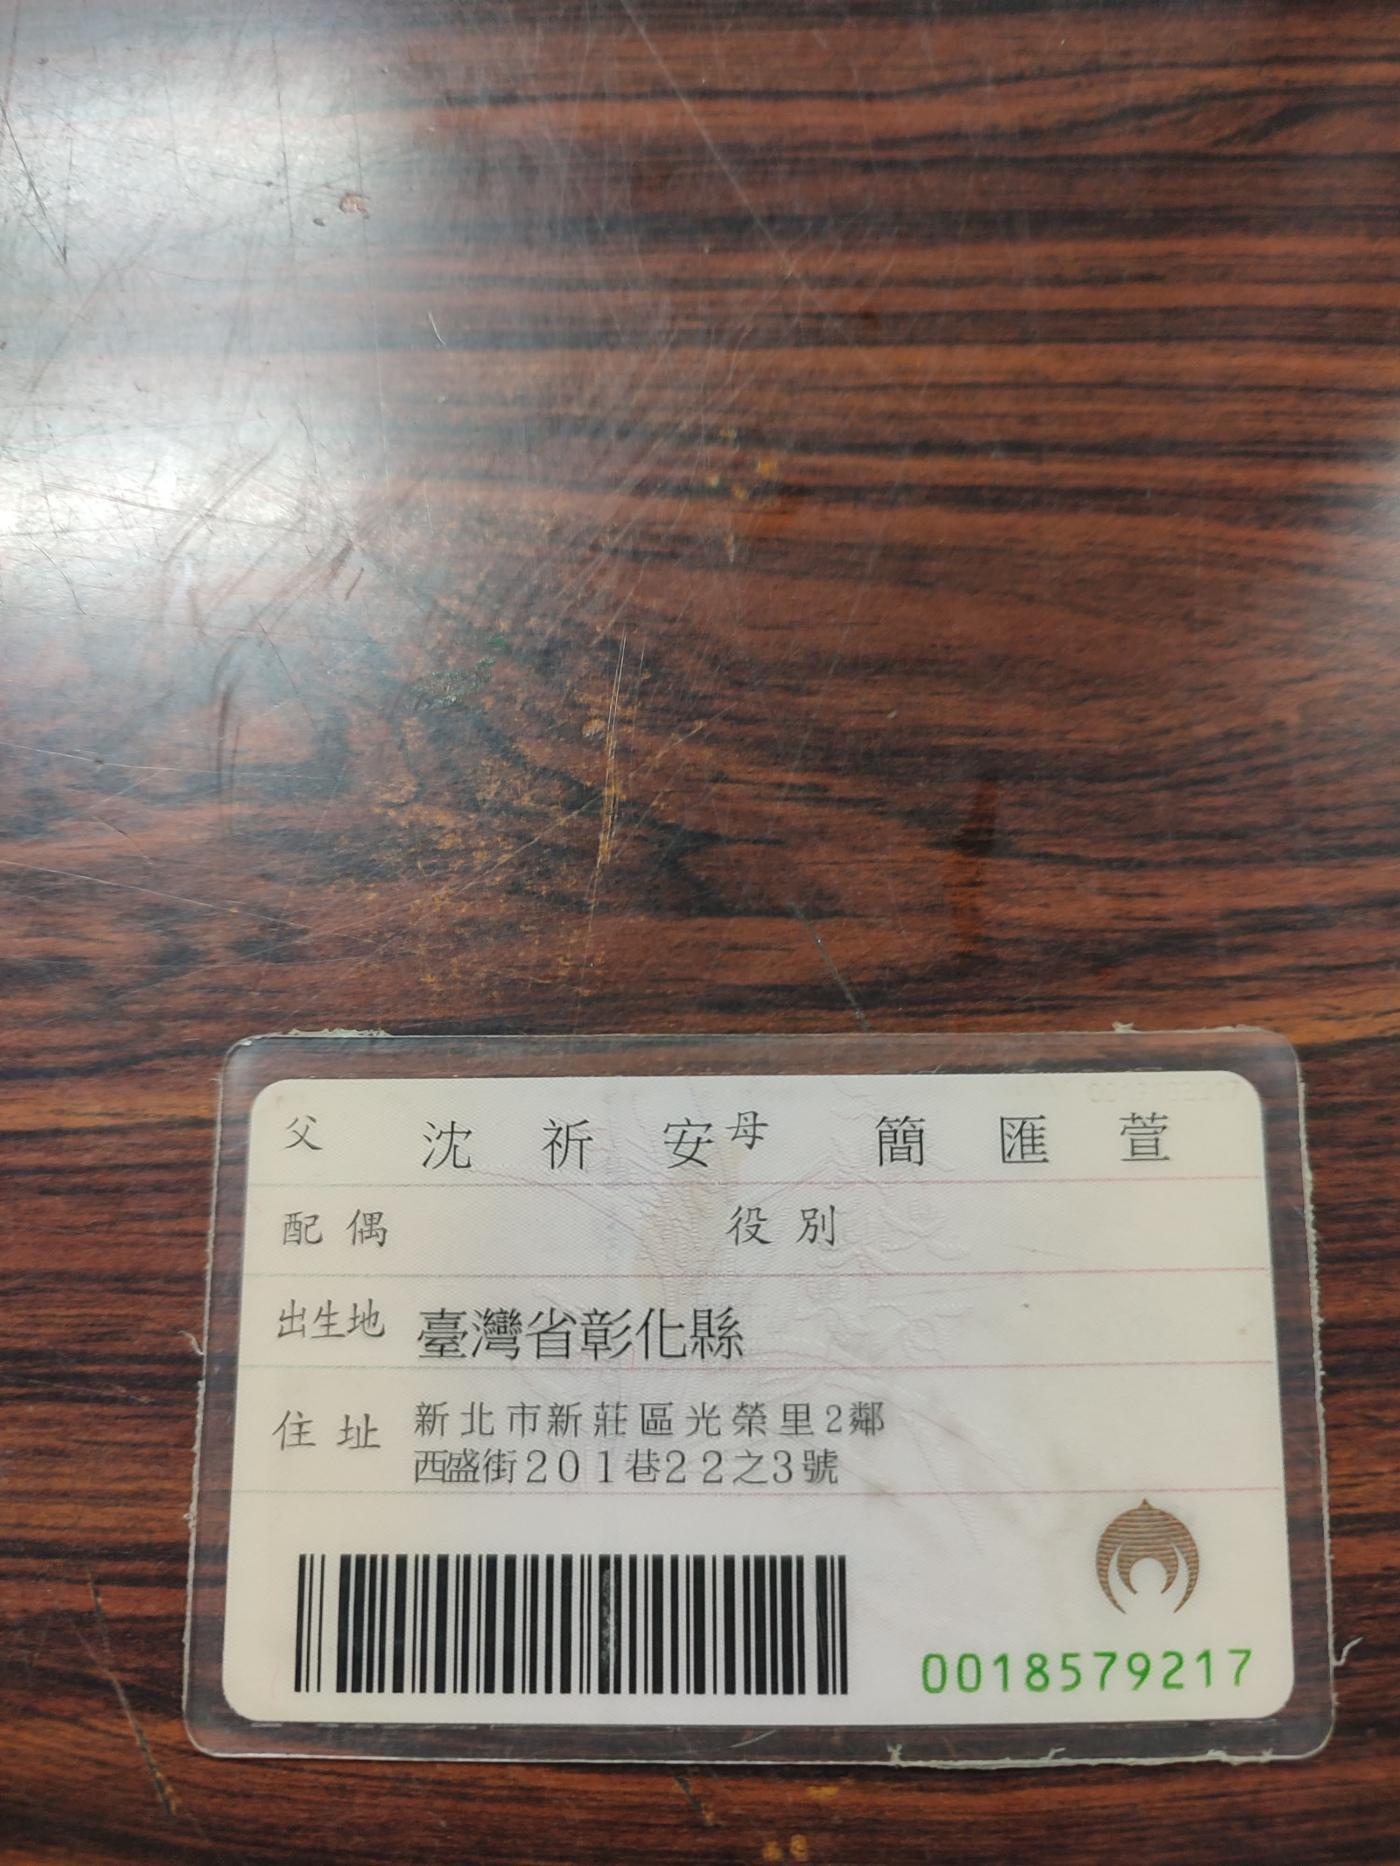 父 沈祈安 母 簡匯萱
配偶 役別
出生地 臺灣省彰化縣
住址 新北市新莊區光榮里2鄰
西盛街201巷22之3號
0018579217